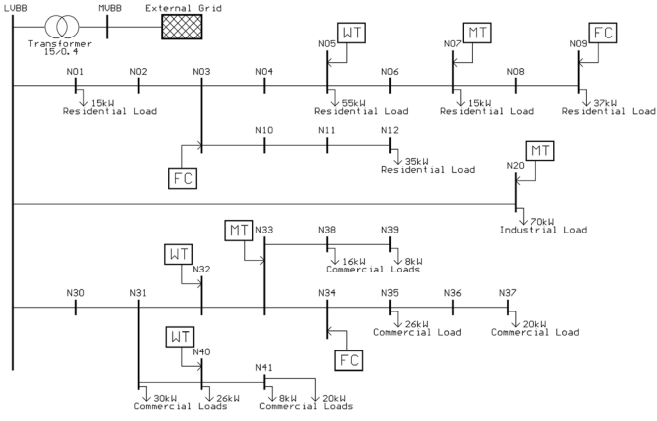 LVBB MVBB External Grid
Transformer
15/0.4
WT MT FC
N05 N07 N09
N01 N02 N03 N04 N06 N08
15kW 55kW 15kW 37kW
Residential Load Residential Load Residential Load Residential Load
N10 N11 N12
35kW
Residential Load
FC
MT
N20
70kW
Industrial Load
MT N33 N38 N39
16kW 8kW
Commercial Loads
WT
N32
N30 N31 N34 N35 N36 N37
26kW 20kW
Commercial Load Commercial Load
WT
N40
FC
N41
30kW 26kW 8kW 20kW
Commercial Loads Commercial Loads